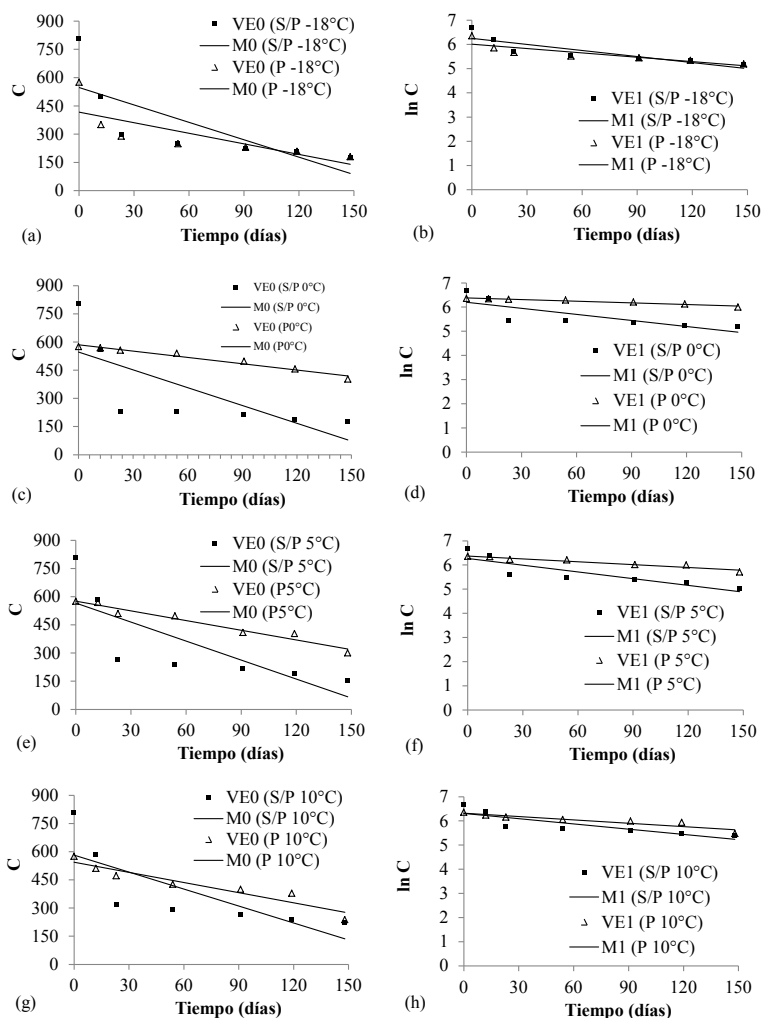 900
750
600
450
300
150
0
C
VE0 (S/P -18°C)
M0 (S/P -18°C)
VE0 (P -18°C)
M0 (P -18°C)
0 30 60 90 120 150
Tiempo (días)
(a)
7
6
5
4
3
2
1
0
ln C
VE1 (S/P -18°C)
M1 (S/P -18°C)
VE1 (P -18°C)
M1 (P -18°C)
0 30 60 90 120 150
Tiempo (días)
(b)
900
750
600
450
300
150
0
C
VE0 (S/P 0°C)
M0 (S/P 0°C)
VE0 (P0°C)
M0 (P 0°C)
0 30 60 90 120 150
Tiempo (días)
(c)
7
6
5
4
3
2
1
0
ln C
VE1 (S/P 0°C)
M1 (S/P 0°C)
VE1 (P 0°C)
M1 (P 0°C)
0 30 60 90 120 150
Tiempo (días)
(d)
900
750
600
450
300
150
0
C
VE0 (S/P 5°C)
M0 (S/P 5°C)
VE0 (P5°C)
M0 (P 5°C)
0 30 60 90 120 150
Tiempo (días)
(e)
7
6
5
4
3
2
1
0
ln C
VE1 (S/P 5°C)
M1 (S/P 5°C)
VE1 (P 5°C)
M1 (P 5°C)
0 30 60 90 120 150
Tiempo (días)
(f)
900
750
600
450
300
150
0
C
VE0 (S/P 10°C)
M0 (S/P 10°C)
VE0 (P 10°C)
M0 (P 10°C)
0 30 60 90 120 150
Tiempo (días)
(g)
7
6
5
4
3
2
1
0
ln C
VE1 (S/P 10°C)
M1 (S/P 10°C)
VE1 (P 10°C)
M1 (P 10°C)
0 30 60 90 120 150
Tiempo (días)
(h)